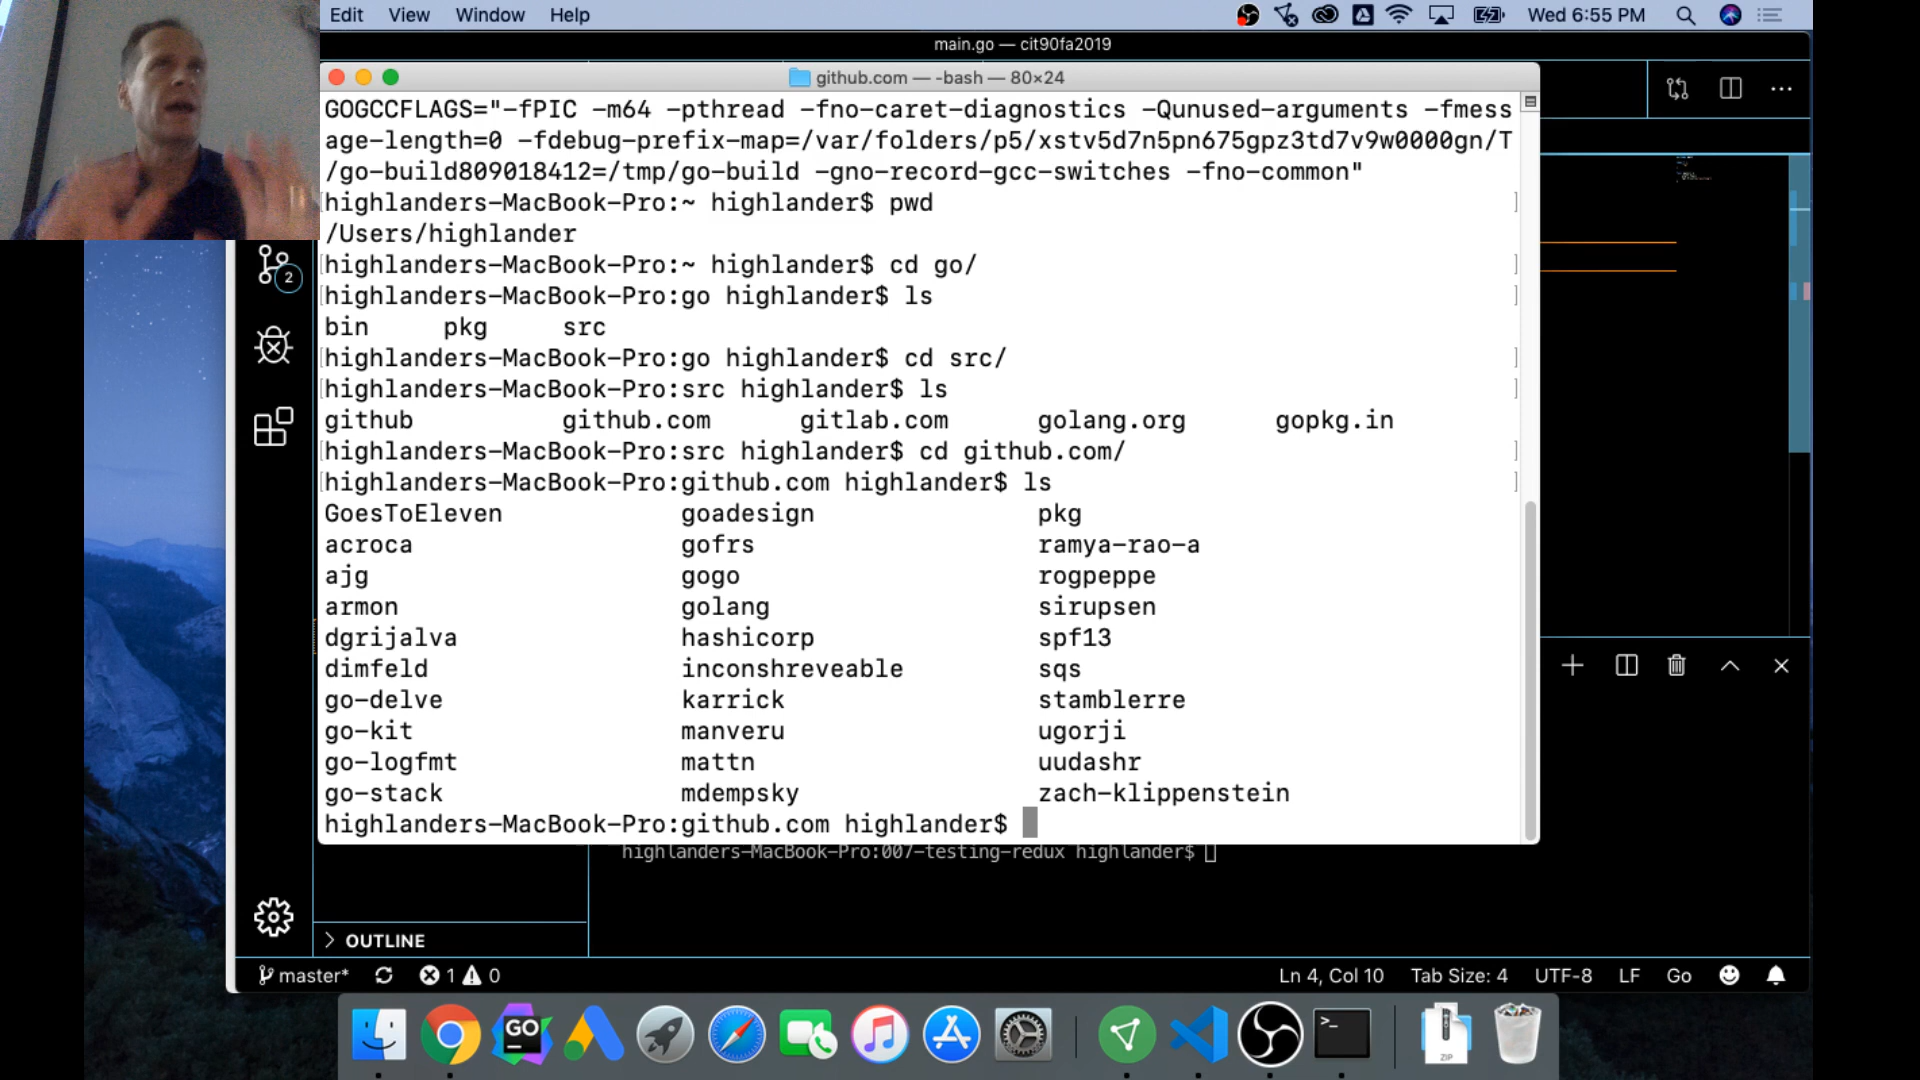 Edit View Window Help Wed 6:55 PM
main.go — cit90fa2019
github.com — -bash — 80×24
GOGCCFLAGS="-fPIC -m64 -pthread -fno-caret-diagnostics -Qunused-arguments -fmess
age-length=0 -fdebug-prefix-map=/var/folders/p5/xstv5d7n5pn675gpz3td7v9w0000gn/T
/go-build809018412=/tmp/go-build -gno-record-gcc-switches -fno-common"
[highlanders-MacBook-Pro:~ highlander$ pwd ]
/Users/highlander
[highlanders-MacBook-Pro:~ highlander$ cd go/ ]
[highlanders-MacBook-Pro:go highlander$ ls ]
bin pkg src
[highlanders-MacBook-Pro:go highlander$ cd src/ ]
[highlanders-MacBook-Pro:src highlander$ ls ]
github github.com gitlab.com golang.org gopkg.in
[highlanders-MacBook-Pro:src highlander$ cd github.com/ ]
[highlanders-MacBook-Pro:github.com highlander$ ls ]
GoesToEleven goadesign pkg
acroca gofrs ramya-rao-a
ajg gogo rogpeppe
armon golang sirupsen
dgrijalva hashicorp spf13
dimfeld inconshreveable sqs
go-delve karrick stamblerre
go-kit manveru ugorji
go-logfmt mattn uudashr
go-stack mdempsky zach-klippenstein
highlanders-MacBook-Pro:github.com highlander$
highlanders-MacBook-Pro:007-testing-redux highlander$
2
OUTLINE
master* 1 0 Ln 4, Col 10 Tab Size: 4 UTF-8 LF Go
GO
ZIP